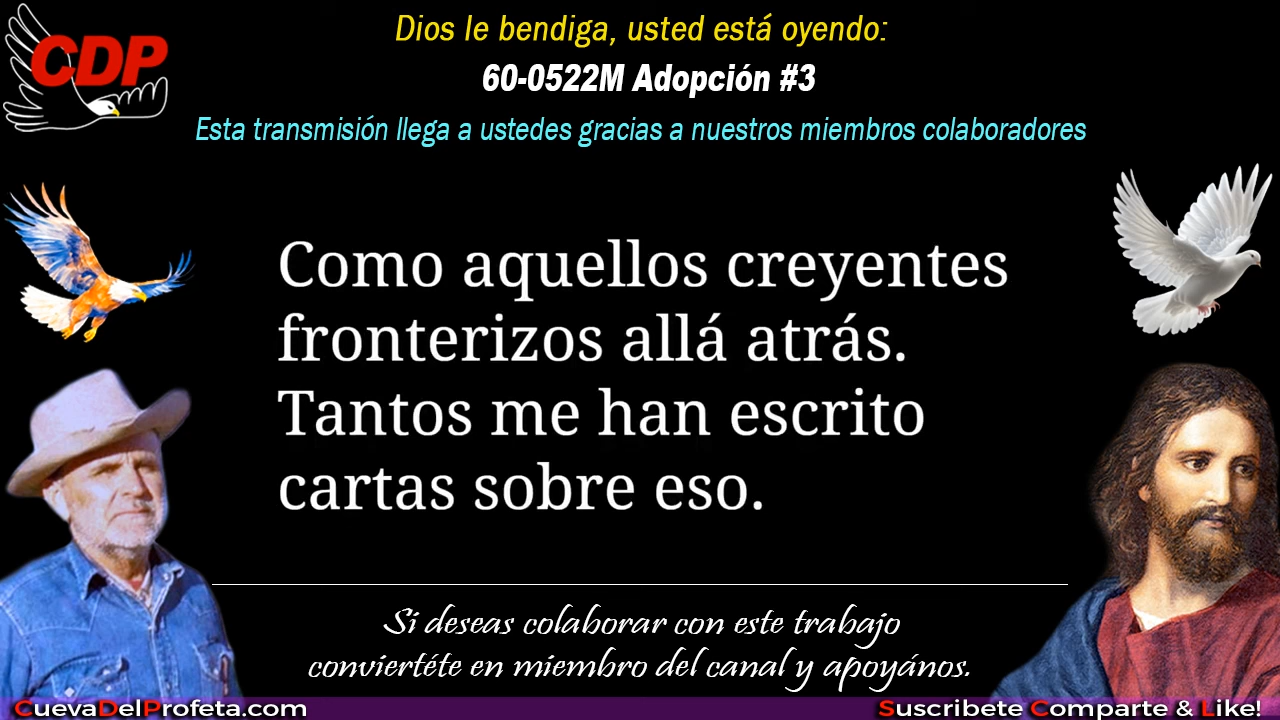 CDP
Dios le bendiga, usted está oyendo:
60-0522M Adopción #3
Esta transmisión llega a ustedes gracias a nuestros miembros colaboradores
Como aquellos creyentes
fronterizos allá atrás.
Tantos me han escrito
cartas sobre eso.
Si deseas colaborar con este trabajo
conviertéte en miembro del canal y apoyános.
CuevaDelProfeta.com
Suscribete Comparte & Like!